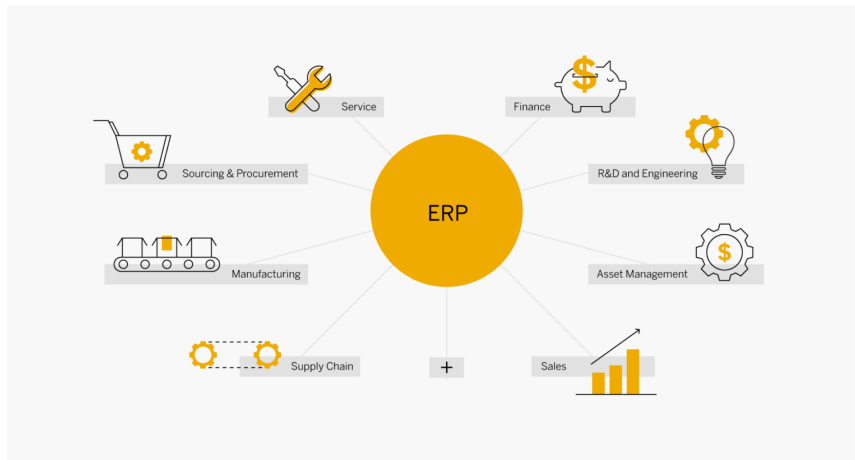 Service
Finance
Sourcing & Procurement
R&D and Engineering
ERP
Manufacturing
Asset Management
Supply Chain
+
Sales
$
$